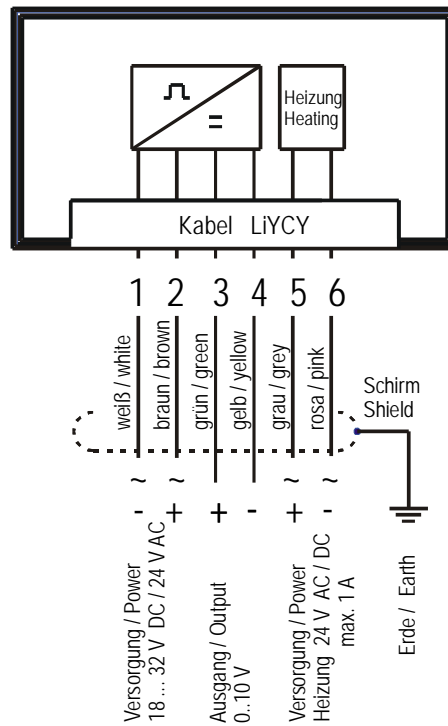 Heizung
Heating
Kabel LiYCY
1 2 3 4 5 6
weiß / white
braun / brown
grün / green
gelb / yellow
grau / grey
rosa / pink
Schirm
Shield
~ ~ ~ ~
- + + - + -
Versorgung / Power
18 ... 32 V DC / 24 V AC
Ausgang / Output
0..10 V
Versorgung / Power
Heizung 24 V AC / DC
max. 1 A
Erde / Earth